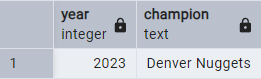 year champion
integer text
1 2023 Denver Nuggets